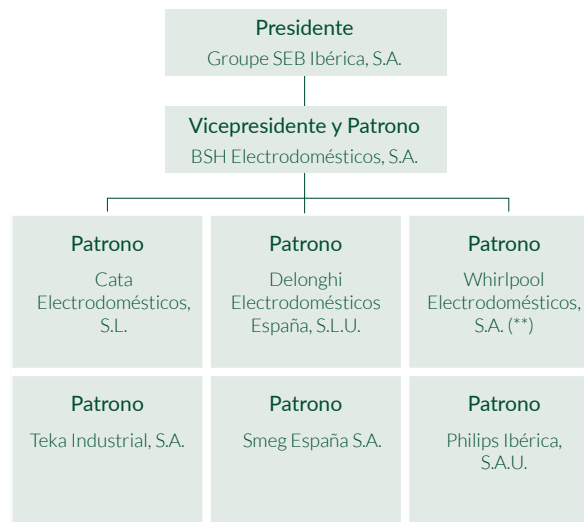 Presidente
Groupe SEB Ibérica, S.A.
Vicepresidente y Patrono
BSH Electrodomésticos, S.A.
Patrono
Cata
Electrodomésticos,
S.L.
Patrono
Delonghi
Electrodomésticos
España, S.L.U.
Patrono
Whirlpool
Electrodomésticos,
S.A. (**)
Patrono
Teka Industrial, S.A.
Patrono
Smeg España S.A.
Patrono
Philips Ibérica,
S.A.U.